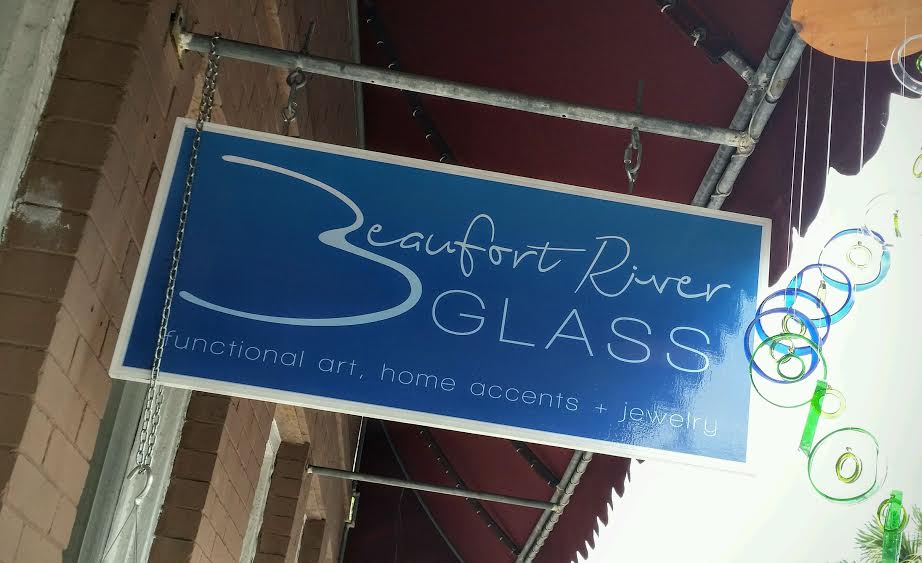 Beaufort River
GLASS
functional art, home accents + jewelry